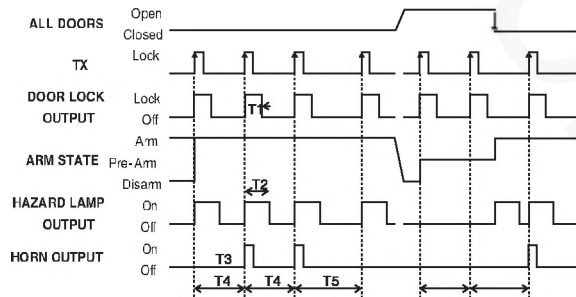 ALL DOORS
Open
Closed
TX
Lock
DOOR LOCK
OUTPUT
Lock
Off
T1
ARM STATE
Arm
Pre-Arm
Disarm
T2
HAZARD LAMP
OUTPUT
On
Off
HORN OUTPUT
On
Off
T3
T4
T4
T5